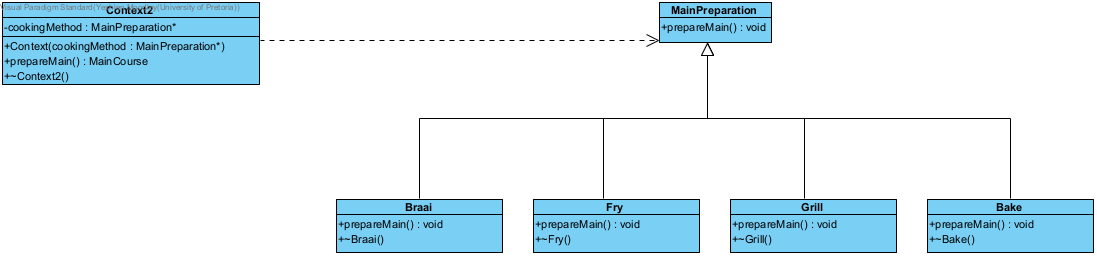 Visual Paradigm Standard(Ye
(University of Pretoria))
Context2
-cookingMethod : MainPreparation*
+Context(cookingMethod : MainPreparation*)
+prepareMain() : MainCourse
+~Context2()
MainPreparation
+prepareMain() : void
Braai
+prepareMain() : void
+~Braai()
Fry
+prepareMain() : void
+~Fry()
Grill
+prepareMain() : void
+~Grill()
Bake
+prepareMain() : void
+~Bake()